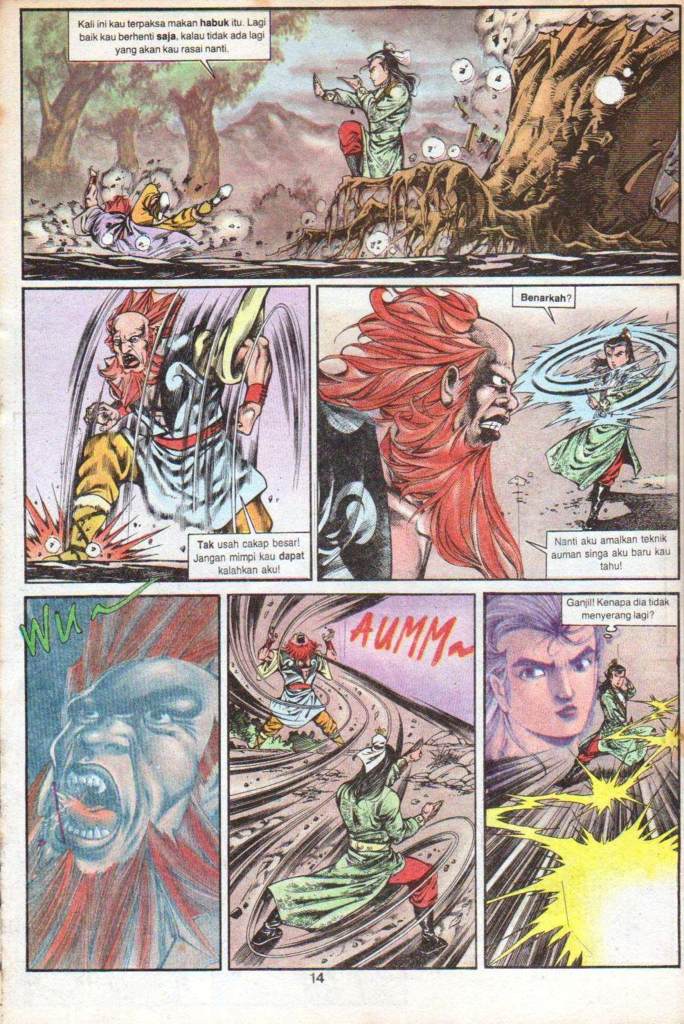 Kali ini kau terpaksa makan habuk itu. Lagi
baik kau berhenti saja, kalau tidak ada lagi
yang akan kau rasai nanti.
Tak usah cakap besar!
Jangan mimpi kau dapat
kalahkan aku!
Benarkah?
Nanti aku amalkan teknik
auman singa aku baru kau
tahu!
WU~
AUMM~
Ganjil! Kenapa dia tidak
menyerang lagi?
14